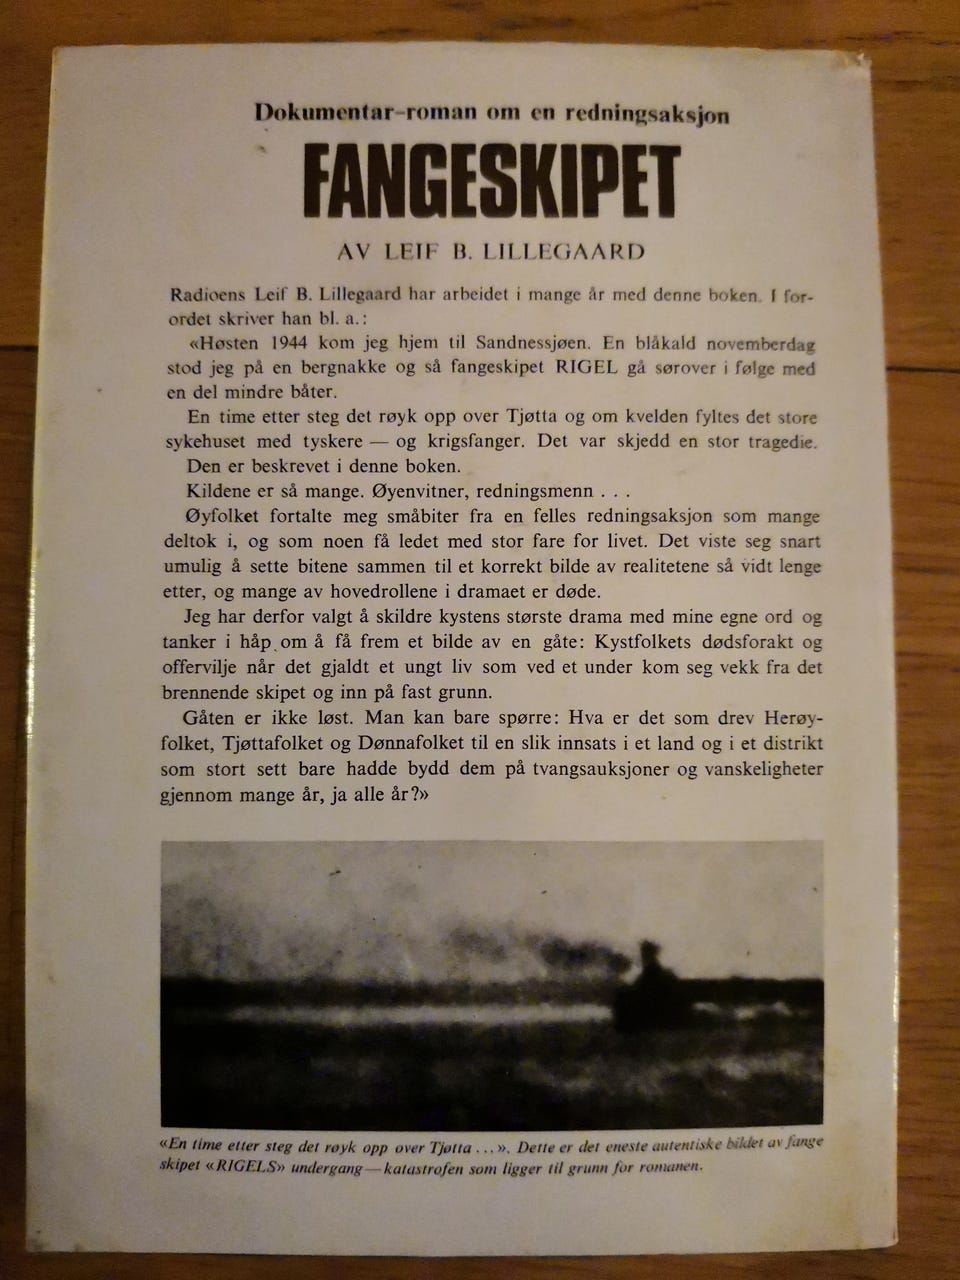 Dokumentar-roman om en redningsaksjon
FANGESKIPET
AV LEIF B. LILLEGAARD
Radioens Leif B. Lillegaard har arbeidet i mange år med denne boken. I for-
ordet skriver han bl. a.:
«Høsten 1944 kom jeg hjem til Sandnessjøen. En blåkald novemberdag
stod jeg på en bergnakke og så fangeskipet RIGEL gå sørover i følge med
en del mindre båter.
En time etter steg det røyk opp over Tjøtta og om kvelden fyltes det store
sykehuset med tyskere — og krigsfanger. Det var skjedd en stor tragedie.
Den er beskrevet i denne boken.
Kildene er så mange. Øyenvitner, redningsmenn . . .
Øyfolket fortalte meg småbiter fra en felles redningsaksjon som mange
deltok i, og som noen få ledet med stor fare for livet. Det viste seg snart
umulig å sette bitene sammen til et korrekt bilde av realitetene så vidt lenge
etter, og mange av hovedrollene i dramaet er døde.
Jeg har derfor valgt å skildre kystens største drama med mine egne ord og
tanker i håp om å få frem et bilde av en gåte: Kystfolkets dødsforakt og
offervilje når det gjaldt et ungt liv som ved et under kom seg vekk fra det
brennende skipet og inn på fast grunn.
Gåten er ikke løst. Man kan bare spørre: Hva er det som drev Herøy-
folket, Tjøttafolket og Dønnafolket til en slik innsats i et land og i et distrikt
som stort sett bare hadde bydd dem på tvangsauksjoner og vanskeligheter
gjennom mange år, ja alle år?»
«En time etter steg det røyk opp over Tjøtta ...». Dette er det eneste autentiske bildet av fange
skipet «RIGELS» undergang — katastrofen som ligger til grunn for romanen.